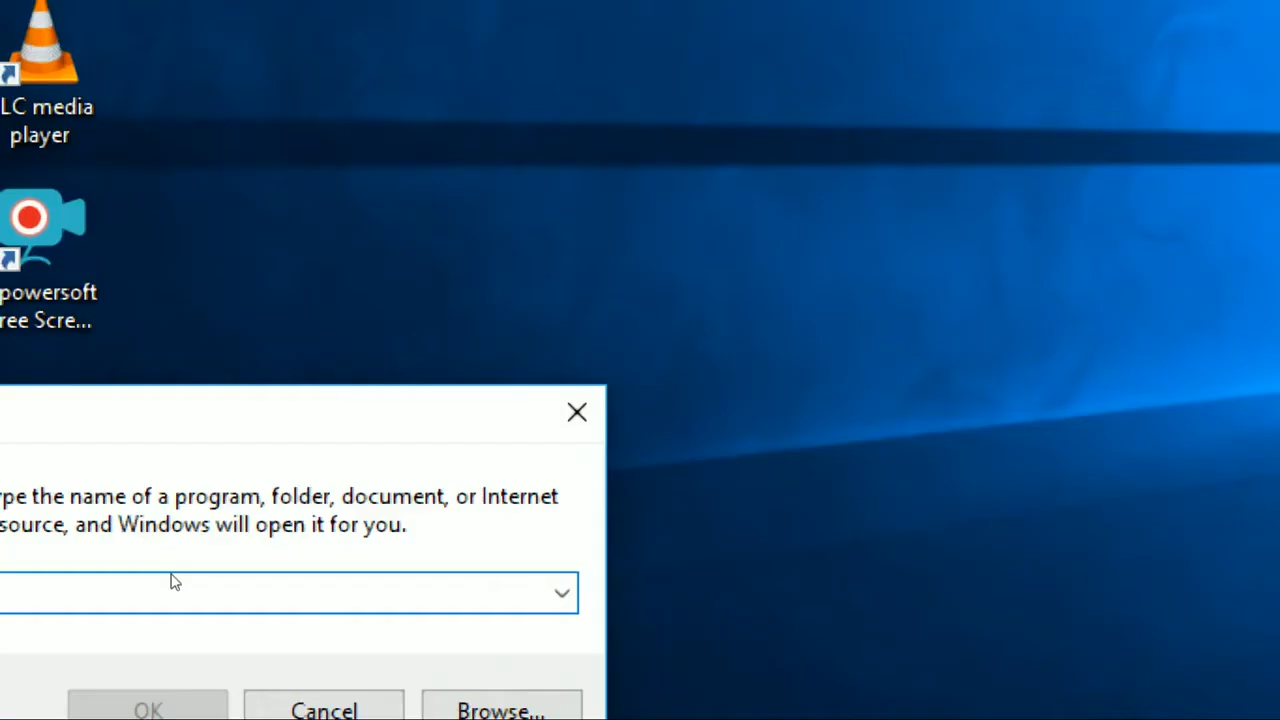 LC media
player
powersoft
ree Scre...
ype the name of a program, folder, document, or Internet
source, and Windows will open it for you.
OK
Cancel
Browse...